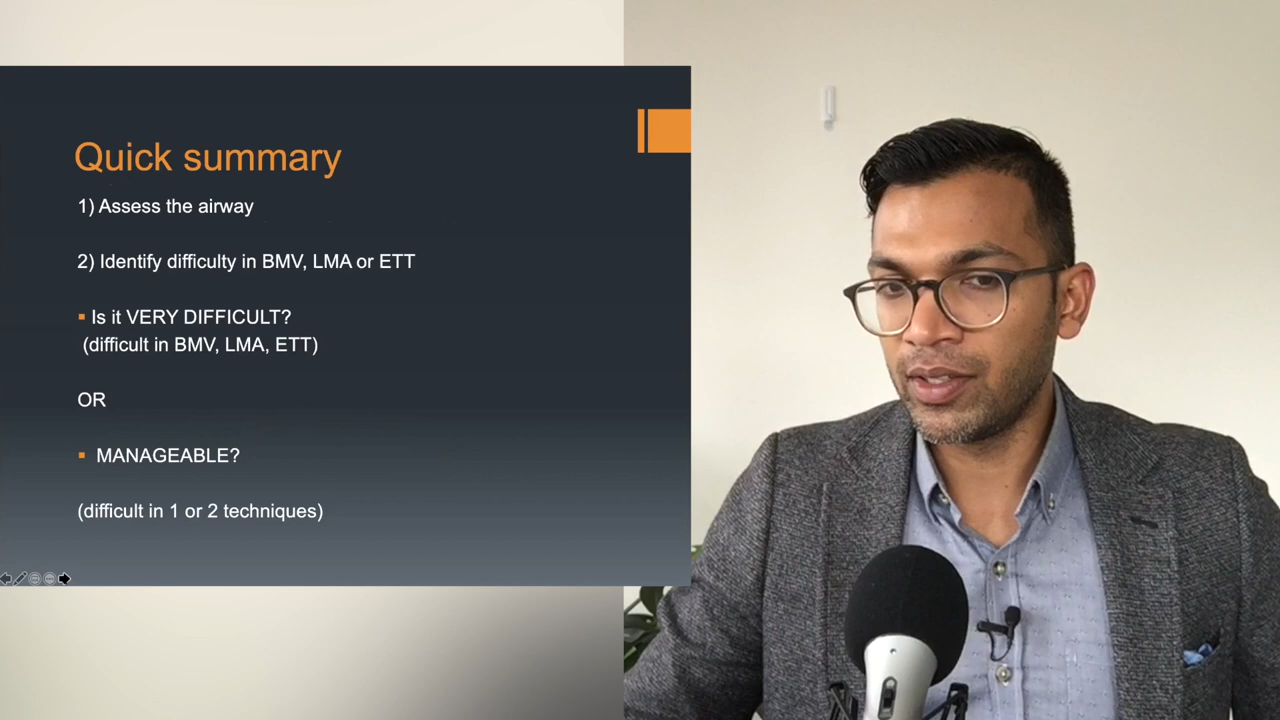 Quick summary
1) Assess the airway
2) Identify difficulty in BMV, LMA or ETT
▪ Is it VERY DIFFICULT?
(difficult in BMV, LMA, ETT)
OR
▪ MANAGEABLE?
(difficult in 1 or 2 techniques)